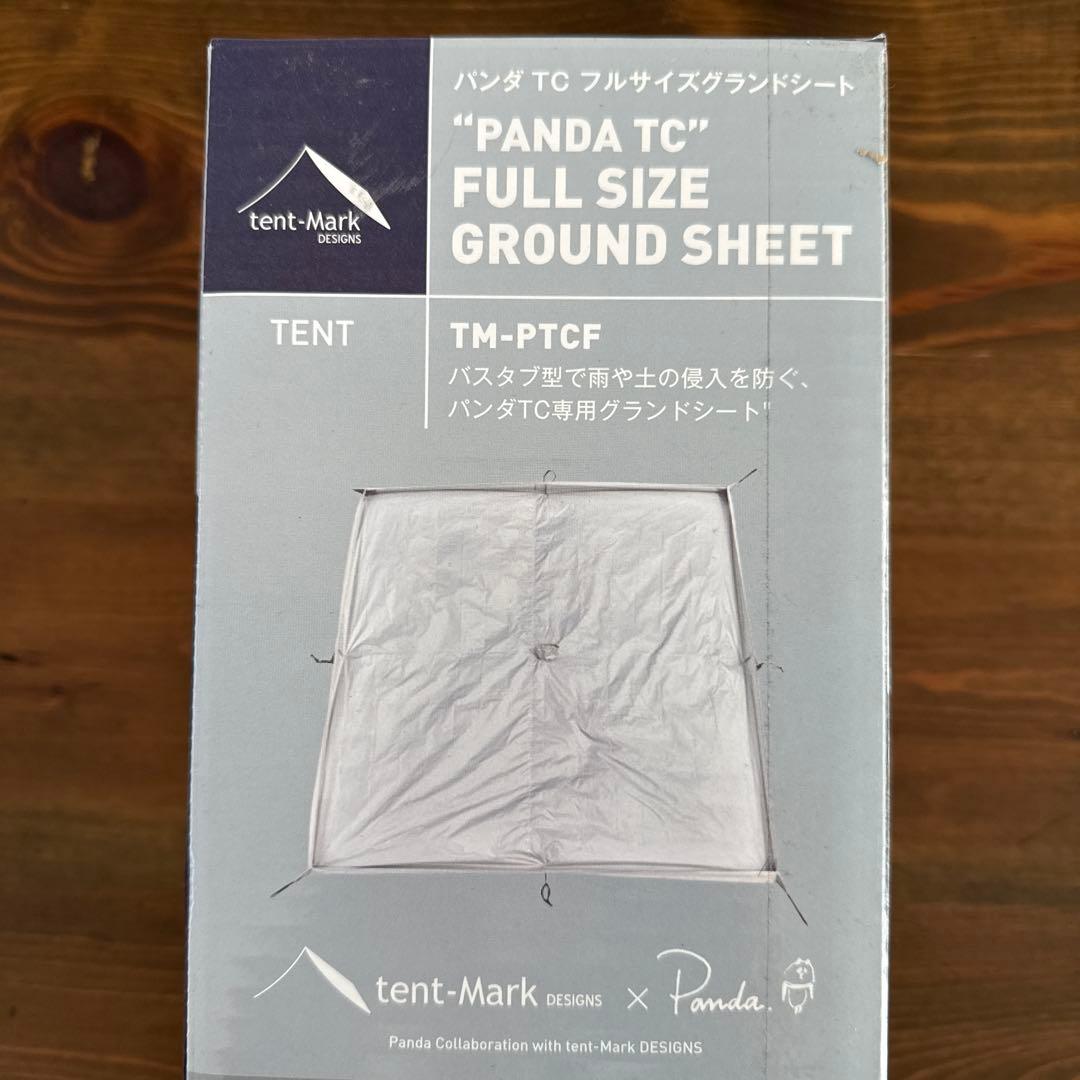 パンダ TC フルサイズグランドシート
“PANDA TC”
FULL SIZE
GROUND SHEET
tent-Mark
DESIGNS
TENT
TM-PTCF
バスタブ型で雨や土の侵入を防ぐ、
パンダTC専用グランドシート"
tent-Mark DESIGNS × Panda.
Panda Collaboration with tent-Mark DESIGNS